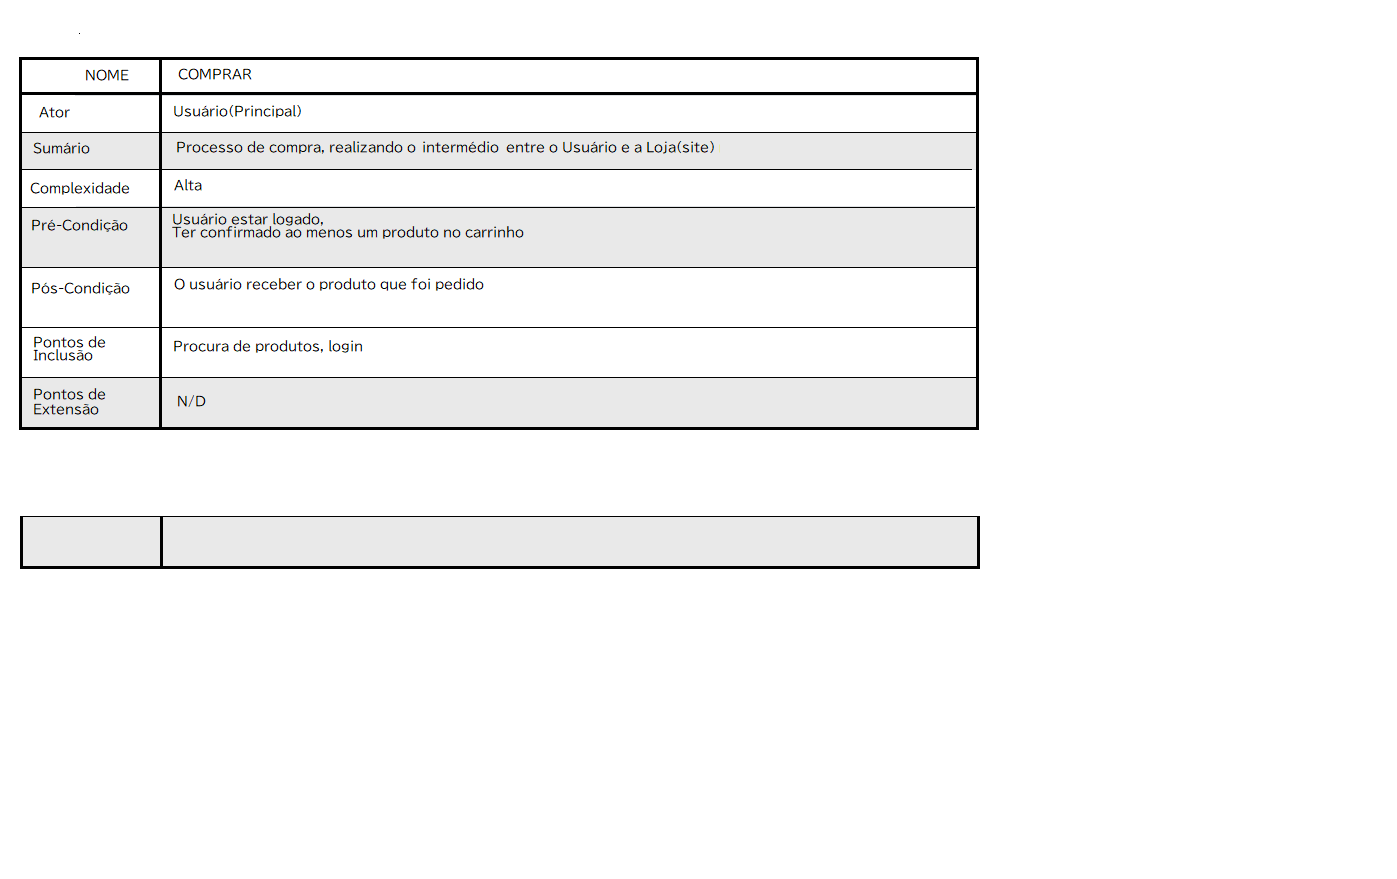 NOME
COMPRAR
Ator
Usuário(Principal)
Sumário
Processo de compra, realizando o intermédio entre o Usuário e a Loja(site)
Complexidade
Alta
Pré-Condição
Usuário estar logado,
Ter confirmado ao menos um produto no carrinho
Pós-Condição
O usuário receber o produto que foi pedido
Pontos de
Inclusão
Procura de produtos, login
Pontos de
Extensão
N/D